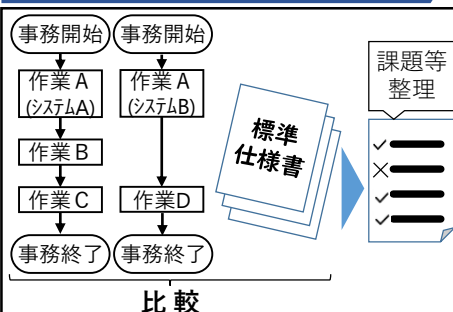 事務開始
作業A
(ｼｽﾃﾑA)
作業B
作業C
事務終了
事務開始
作業A
(ｼｽﾃﾑB)
作業D
事務終了
標準
仕様書
課題等
整理
比較